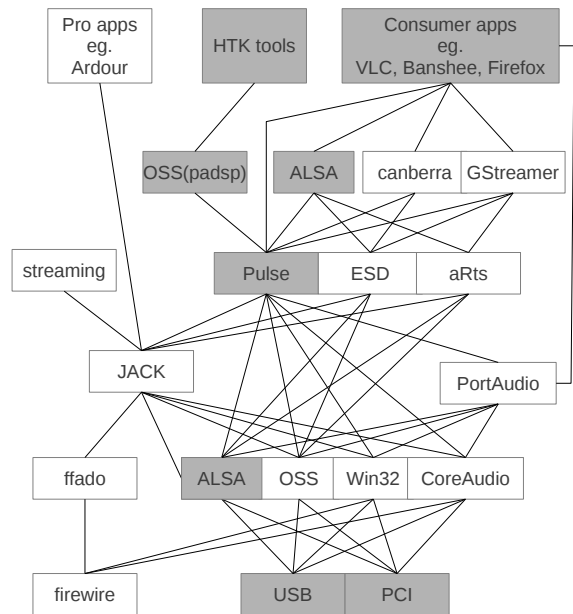 Pro apps
eg.
Ardour
HTK tools
Consumer apps
eg.
VLC, Banshee, Firefox
OSS(padsp)
ALSA
canberra
GStreamer
streaming
Pulse
ESD
aRts
JACK
PortAudio
ffado
ALSA
OSS
Win32
CoreAudio
firewire
USB
PCI